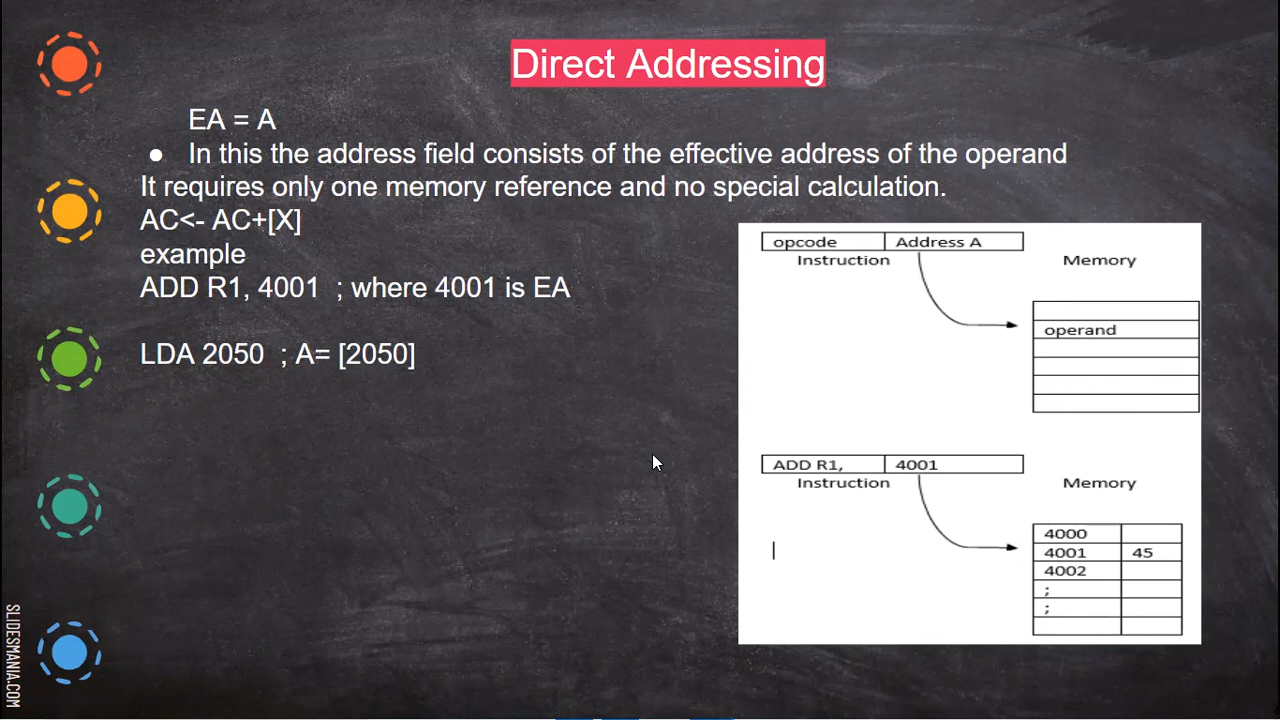 Direct Addressing
EA = A
● In this the address field consists of the effective address of the operand
It requires only one memory reference and no special calculation.
AC<- AC+[X]
example
ADD R1, 4001 ; where 4001 is EA
LDA 2050 ; A= [2050]
opcode Address A
Instruction Memory
operand
ADD R1, 4001
Instruction Memory
4000
4001 45
4002
;
;
SLIDESMANIA.COM